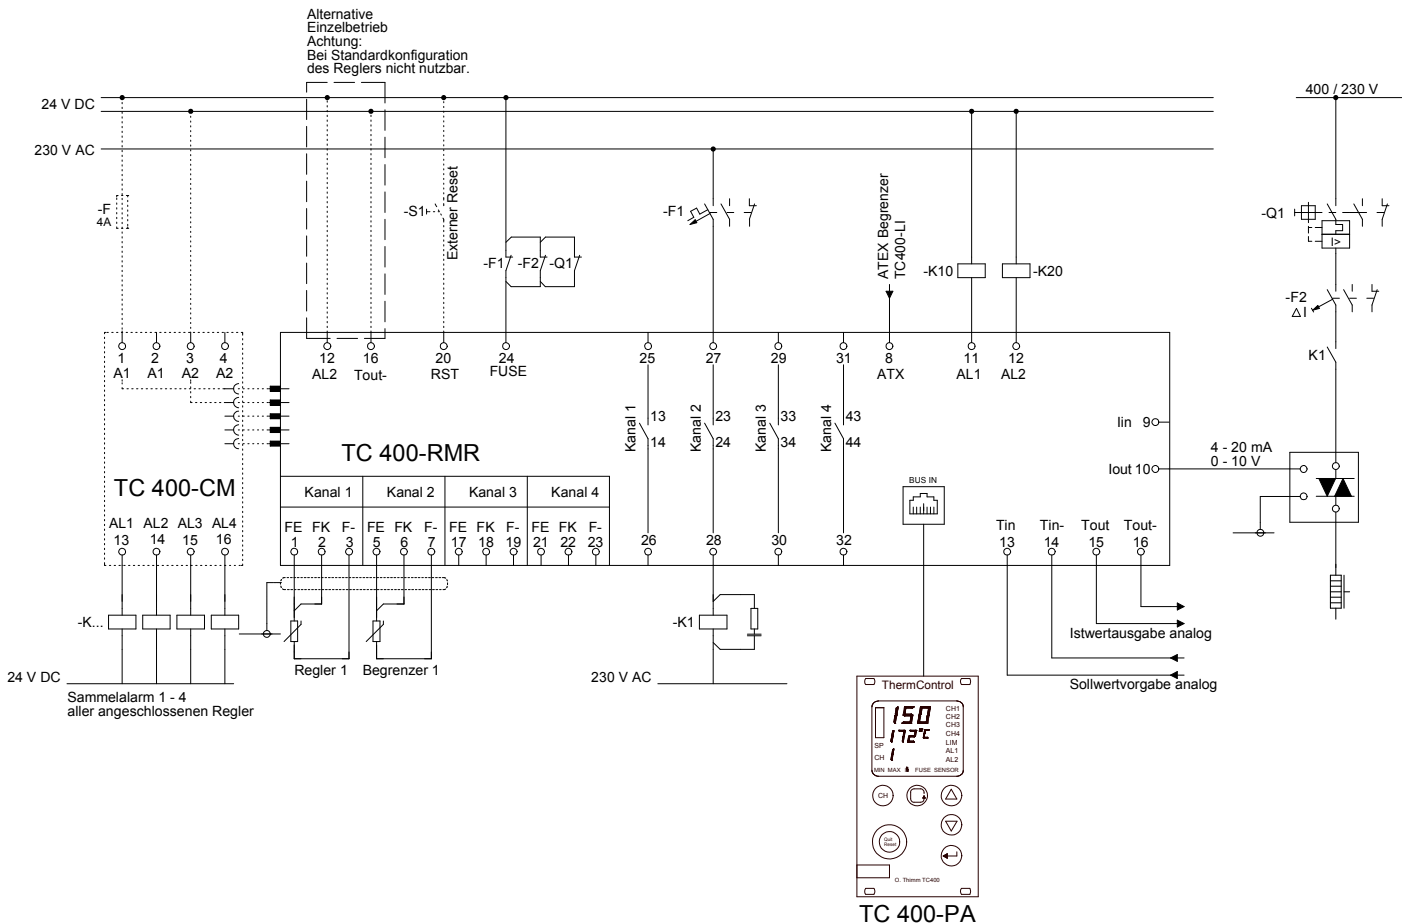 Alternative
Einzelbetrieb
Achtung:
Bei Standardkonfiguration
des Reglers nicht nutzbar.
24 V DC
400 / 230 V
230 V AC
-F
4A
-S1
Externer Reset
-F1
-F2
-Q1
-F1
ATEX Begrenzer
TC400-LI
-K10
-K20
-Q1
I>
-F2
ΔI
K1
1 2 3 4
A1 A1 A2 A2
12 16 20 24
AL2 Tout- RST FUSE
25 27 29 31
8 11 12
ATX AL1 AL2
Kanal 1 13 14
Kanal 2 23 24
Kanal 3 33 34
Kanal 4 43 44
Iin 9
Iout 10
4 - 20 mA
0 - 10 V
TC 400-RMR
TC 400-CM
Kanal 1 Kanal 2 Kanal 3 Kanal 4
FE FK F- FE FK F- FE FK F- FE FK F-
1 2 3 5 6 7 17 18 19 21 22 23
AL1 AL2 AL3 AL4
13 14 15 16
26 28 30 32
BUS IN
Tin Tin- Tout Tout-
13 14 15 16
-K...
-K1
Regler 1
Begrenzer 1
Istwertausgabe analog
Sollwertvorgabe analog
24 V DC
230 V AC
Sammelalarm 1 - 4
aller angeschlossenen Regler
ThermControl
150
172°C
1
SP
CH
CH1
CH2
CH3
CH4
LIM
AL1
AL2
MIN MAX FUSE SENSOR
CH
Quit
Reset
O. Thimm TC400
TC 400-PA